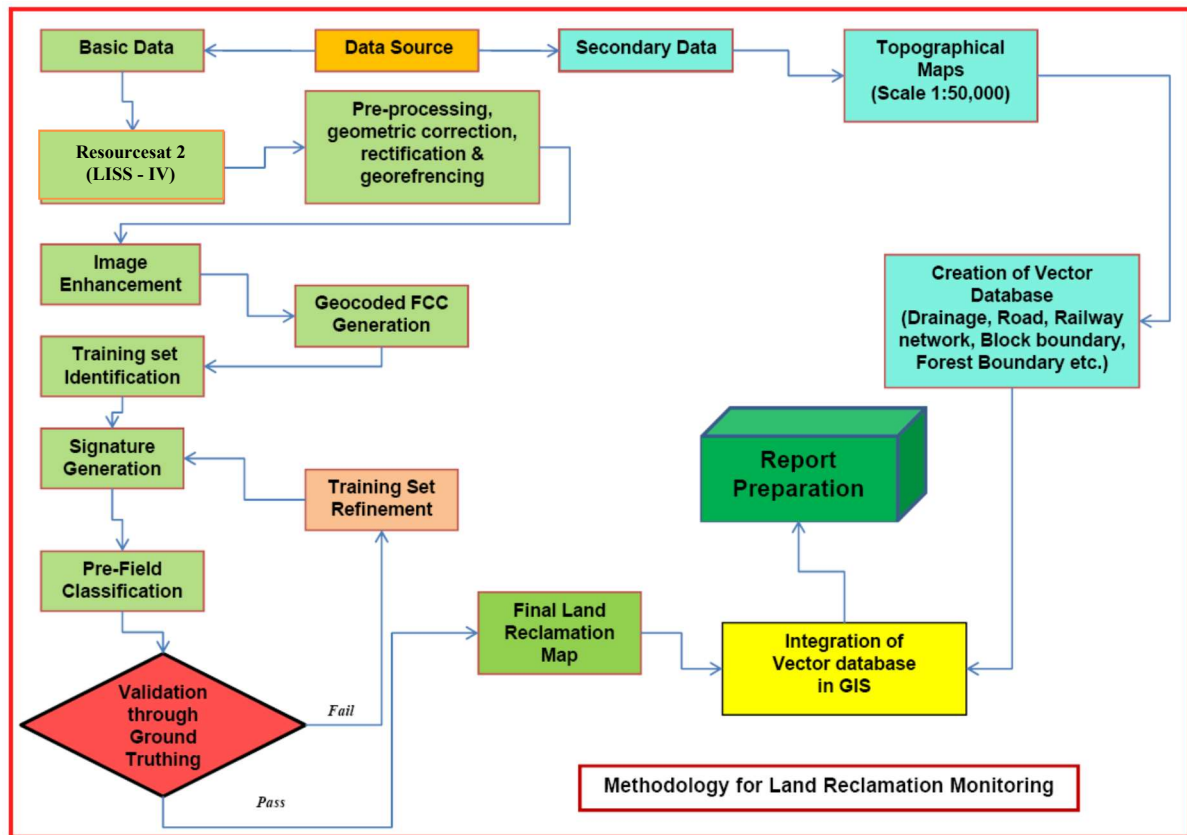 Basic Data
Data Source
Secondary Data
Topographical
Maps
(Scale 1:50,000)
Resourcesat 2
(LISS - IV)
Pre-processing,
geometric correction,
rectification &
georefrencing
Image
Enhancement
Geocoded FCC
Generation
Creation of Vector
Database
(Drainage, Road, Railway
network, Block boundary,
Forest Boundary etc.)
Training set
Identification
Signature
Generation
Training Set
Refinement
Report
Preparation
Pre-Field
Classification
Final Land
Reclamation
Map
Integration of
Vector database
in GIS
Validation
through
Ground
Truthing
Fail
Pass
Methodology for Land Reclamation Monitoring